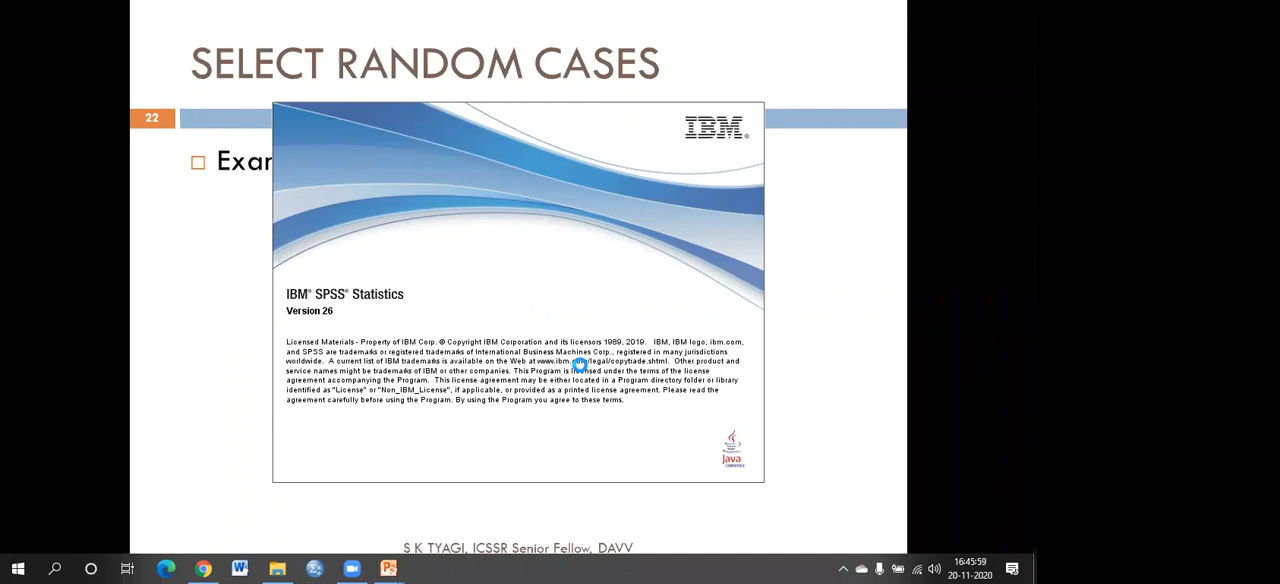 SELECT RANDOM CASES
22
IBM®
Exar
IBM® SPSS® Statistics
Version 26
Licensed Materials - Property of IBM Corp. © Copyright IBM Corporation and its licensors 1989, 2019. IBM, IBM logo, ibm.com,
and SPSS are trademarks or registered trademarks of International Business Machines Corp., registered in many jurisdictions
worldwide. A current list of IBM trademarks is available on the Web at www.ibm. /legal/copytrade.shtml. Other product and
service names might be trademarks of IBM or other companies. This Program is licensed under the terms of the license
agreement accompanying the Program. This license agreement may be either located in a Program directory folder or library
identified as "License" or "Non_IBM_License", if applicable, or provided as a printed license agreement. Please read the
agreement carefully before using the Program. By using the Program you agree to these terms.
Java
COMPATIBLE
S K TYAGI, ICSSR Senior Fellow, DAVV
16:45:59
20-11-2020